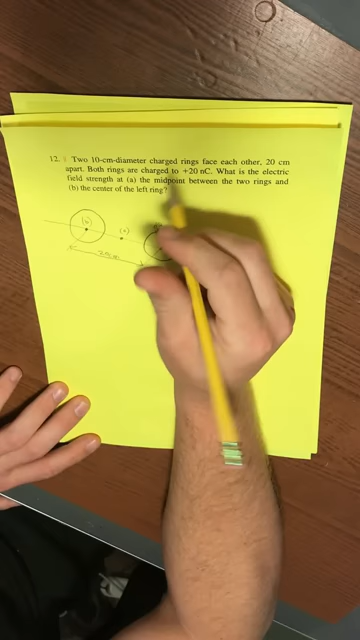 12. Two 10-cm-diameter charged rings face each other, 20 cm
apart. Both rings are charged to +20 nC. What is the electric
field strength at (a) the midpoint between the two rings and
(b) the center of the left ring?
(b)
(a)
20cm